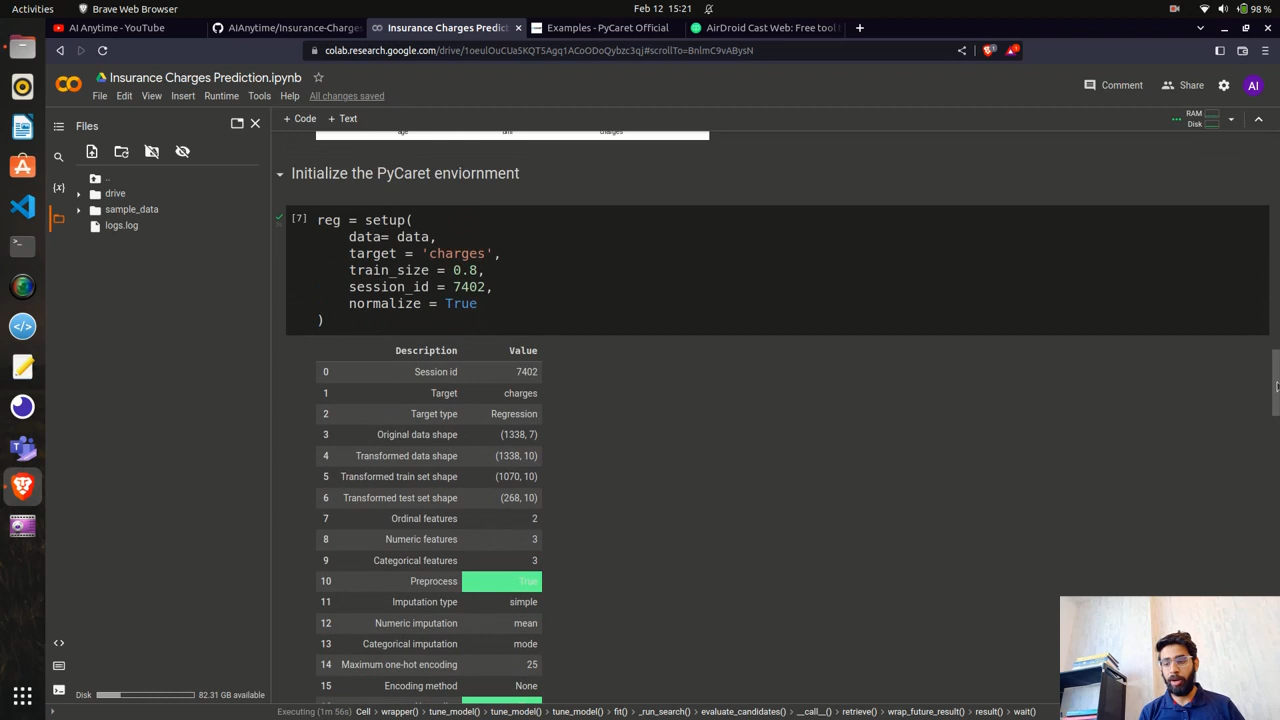 Activities
Brave Web Browser
Feb 12 15:21
98 %
AI Anytime - YouTube
AIAnytime/Insurance-Charges
Insurance Charges Predict
Examples - PyCaret Official
AirDroid Cast Web: Free tool
colab.research.google.com/drive/1oeulOuCUa5KQT5Agq1ACoODoQybzc3qj#scrollTo=BnlmC9vABysN
Insurance Charges Prediction.ipynb
File Edit View Insert Runtime Tools Help All changes saved
Comment
Share
AI
Files
+ Code + Text
RAM
Disk
..
drive
sample_data
logs.log
age
bmi
charges
Initialize the PyCaret enviornment
[7]
reg = setup(
data= data,
target = 'charges',
train_size = 0.8,
session_id = 7402,
normalize = True
)
Description Value
0 Session id 7402
1 Target charges
2 Target type Regression
3 Original data shape (1338, 7)
4 Transformed data shape (1338, 10)
5 Transformed train set shape (1070, 10)
6 Transformed test set shape (268, 10)
7 Ordinal features 2
8 Numeric features 3
9 Categorical features 3
10 Preprocess True
11 Imputation type simple
12 Numeric imputation mean
13 Categorical imputation mode
14 Maximum one-hot encoding 25
15 Encoding method None
Disk 82.31 GB available
Executing (1m 56s) Cell > wrapper() > tune_model() > tune_model() > tune_model() > fit() > _run_search() > evaluate_candidates() > __call__() > retrieve() > wrap_future_result() > result() > wait()